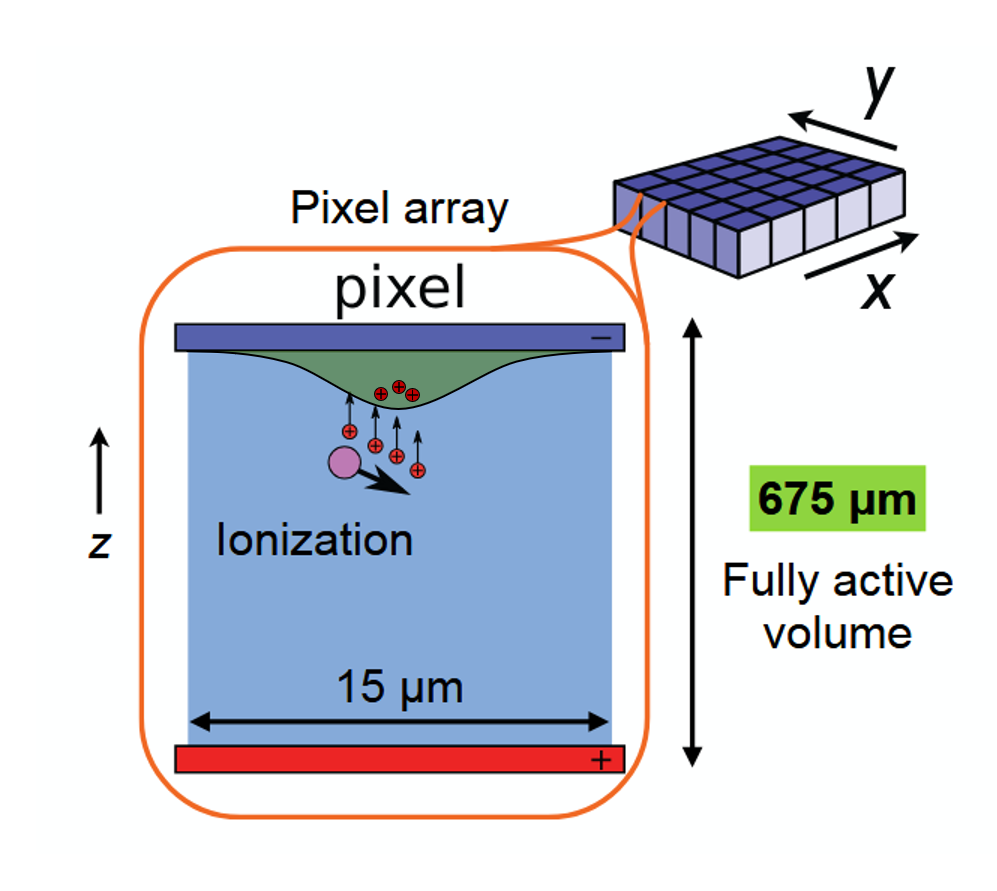 y
Pixel array
x
pixel
−
+
+
+
+
+
+
+
z
Ionization
675 μm
Fully active
volume
15 μm
+